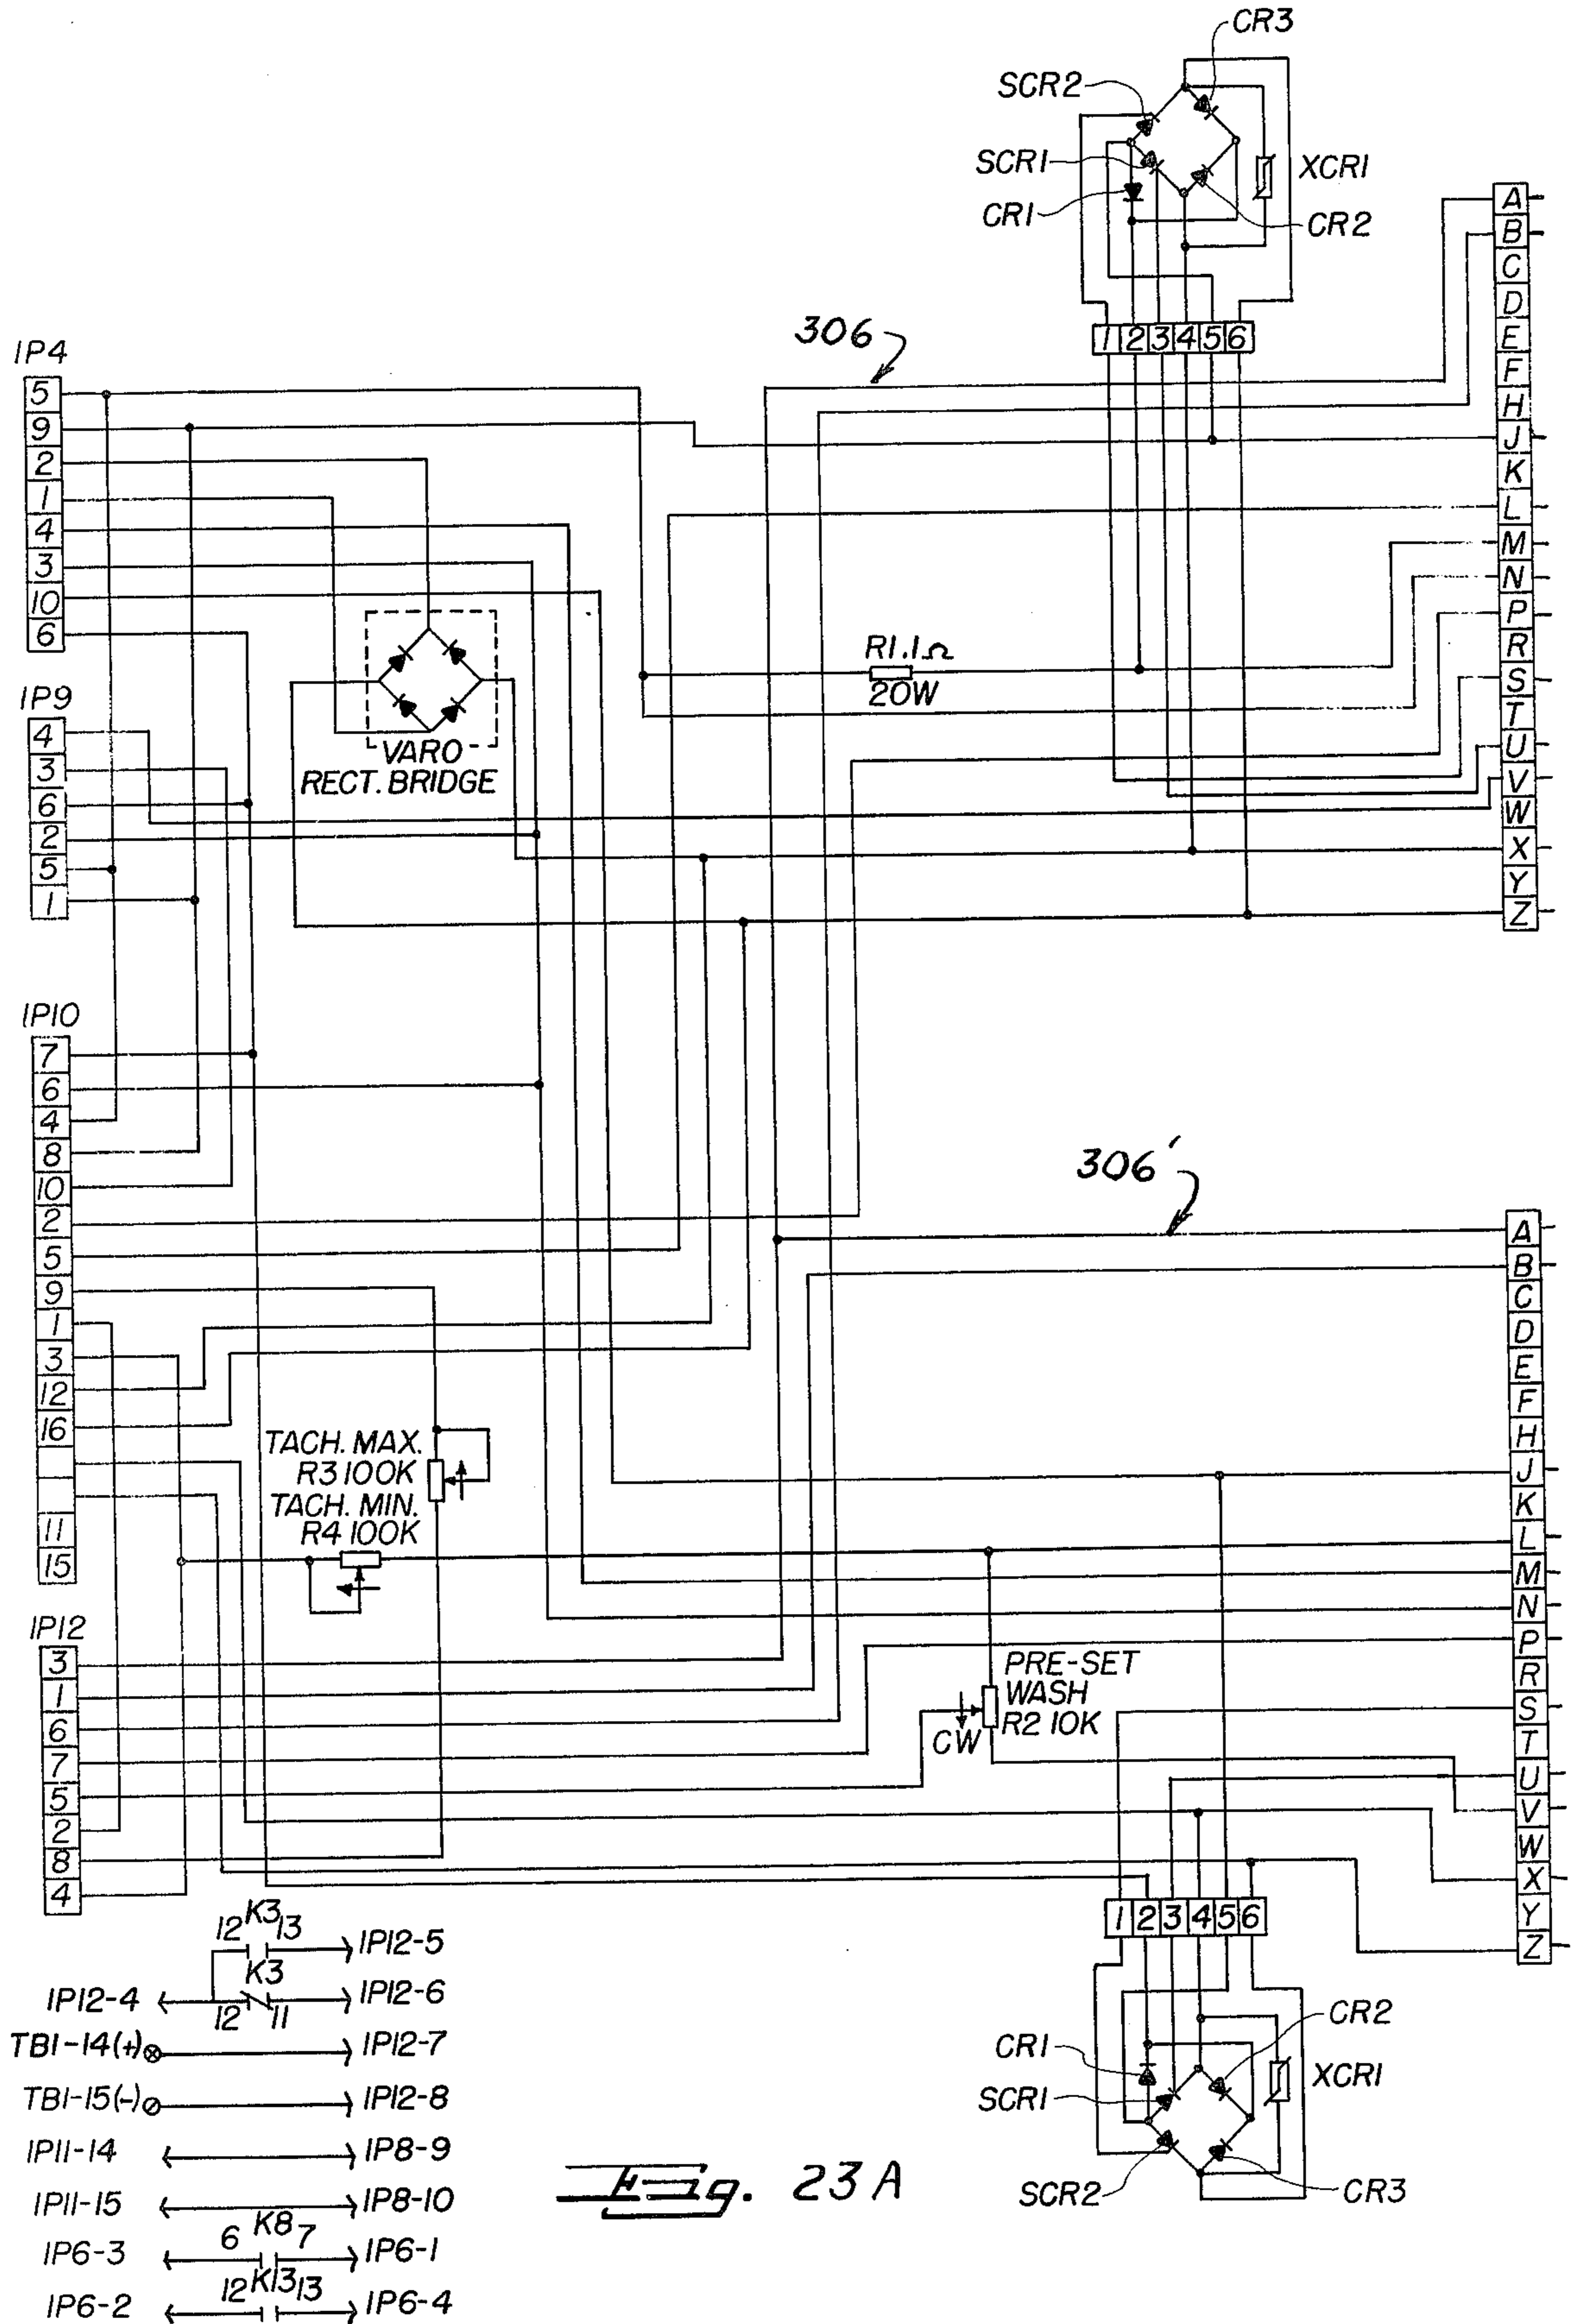 CR3
SCR2
SCR1
XCR1
CR1
CR2
A
B
C
D
E
F
H
J
K
L
M
N
P
R
S
T
U
V
W
X
Y
Z
1 2 3 4 5 6
306
1P4
5
9
2
1
4
3
10
6
R1 .1Ω
20W
VARO
RECT. BRIDGE
1P9
4
3
6
2
5
1
1P10
7
6
4
8
10
2
5
9
1
3
12
16
11
15
306'
A
B
C
D
E
F
H
J
K
L
M
N
P
R
S
T
U
V
W
X
Y
Z
TACH. MAX.
R3 100K
TACH. MIN.
R4 100K
1P12
3
1
6
7
5
2
8
4
PRE-SET
WASH
R2 10K
CW
1 2 3 4 5 6
CR2
CR1
XCR1
SCR1
SCR2
CR3
12 K3 13 1P12-5
K3
1P12-4 12 11 1P12-6
TB1-14(+) 1P12-7
TB1-15(-) 1P12-8
1P11-14 1P8-9
1P11-15 1P8-10
1P6-3 6 K8 7 1P6-1
1P6-2 12 K13 13 1P6-4
Fig. 23A